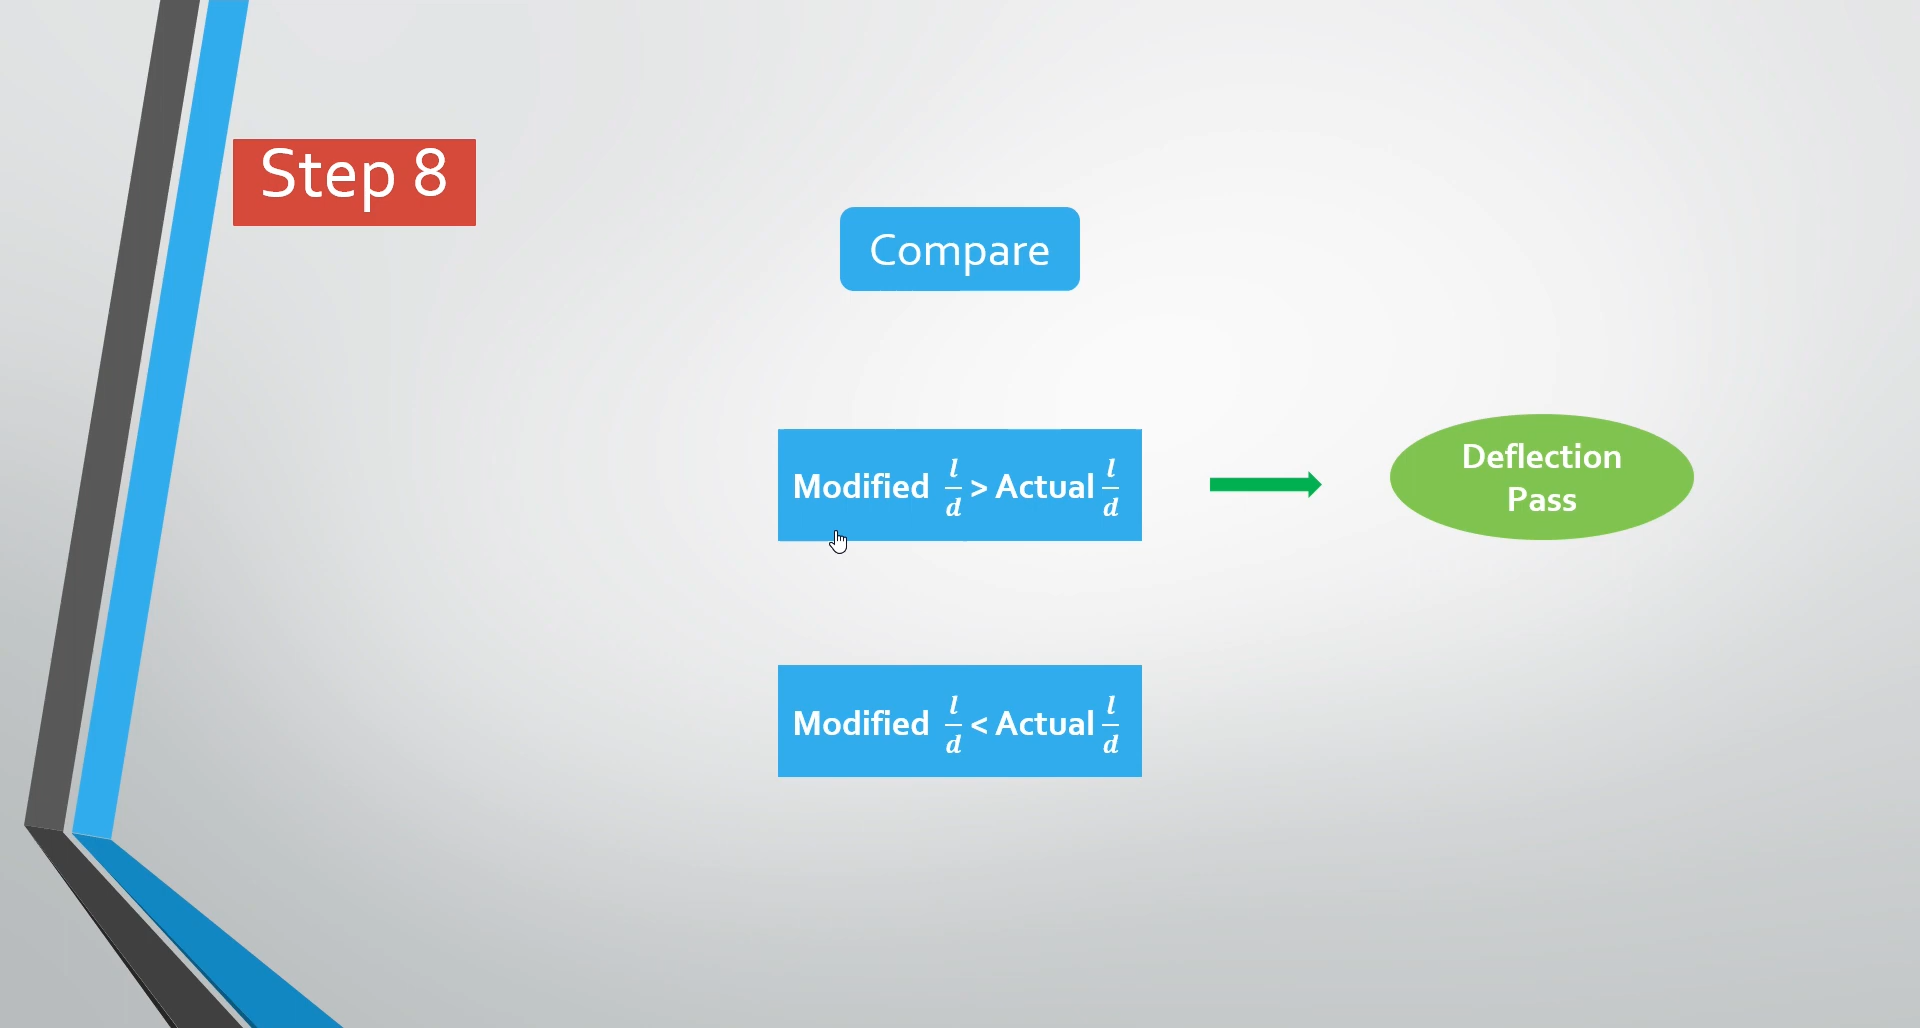 Step 8
Compare
Modified l/d > Actual l/d
Deflection
Pass
Modified l/d < Actual l/d